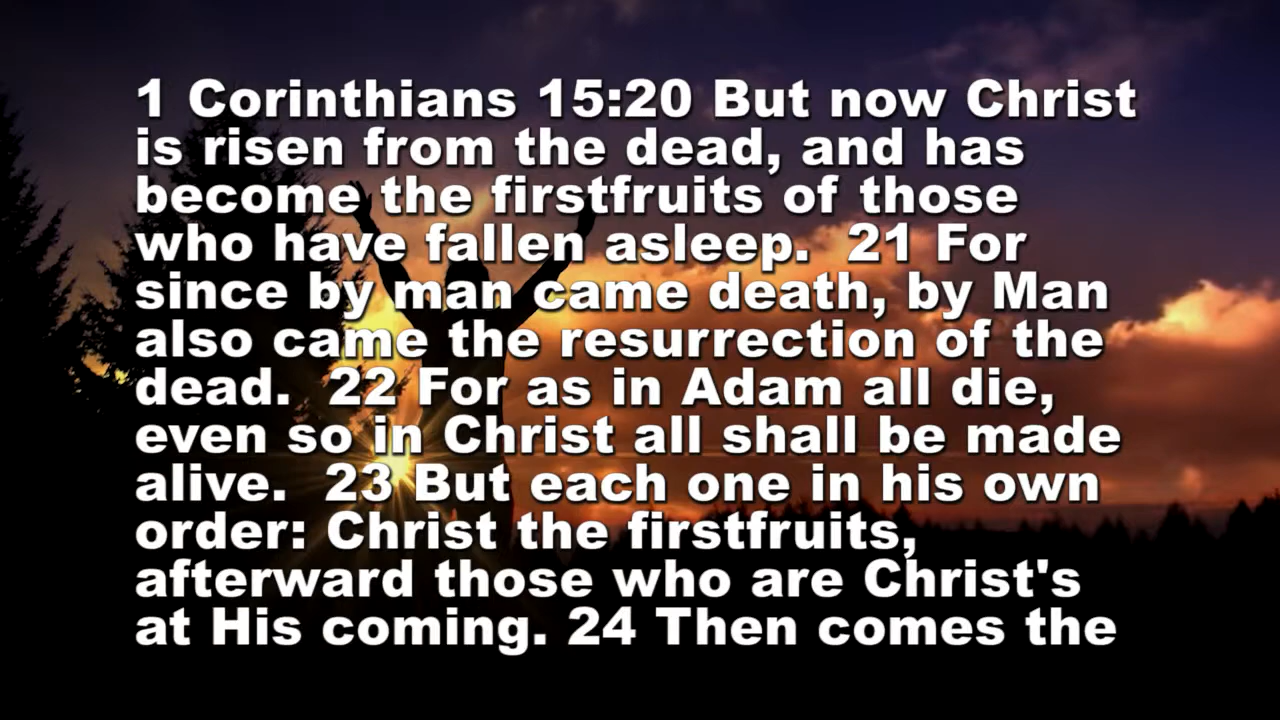 1 Corinthians 15:20 But now Christ
is risen from the dead, and has
become the firstfruits of those
who have fallen asleep.  21 For
since by man came death, by Man
also came the resurrection of the
dead.  22 For as in Adam all die,
even so in Christ all shall be made
alive.  23 But each one in his own
order: Christ the firstfruits,
afterward those who are Christ's
at His coming. 24 Then comes the